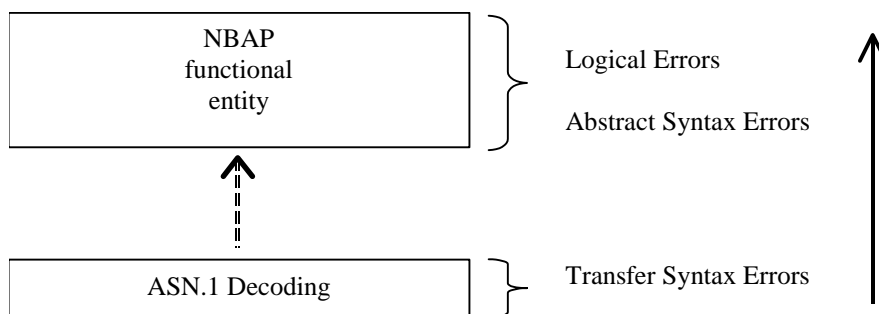 NBAP
functional
entity
Logical Errors
Abstract Syntax Errors
ASN.1 Decoding
Transfer Syntax Errors